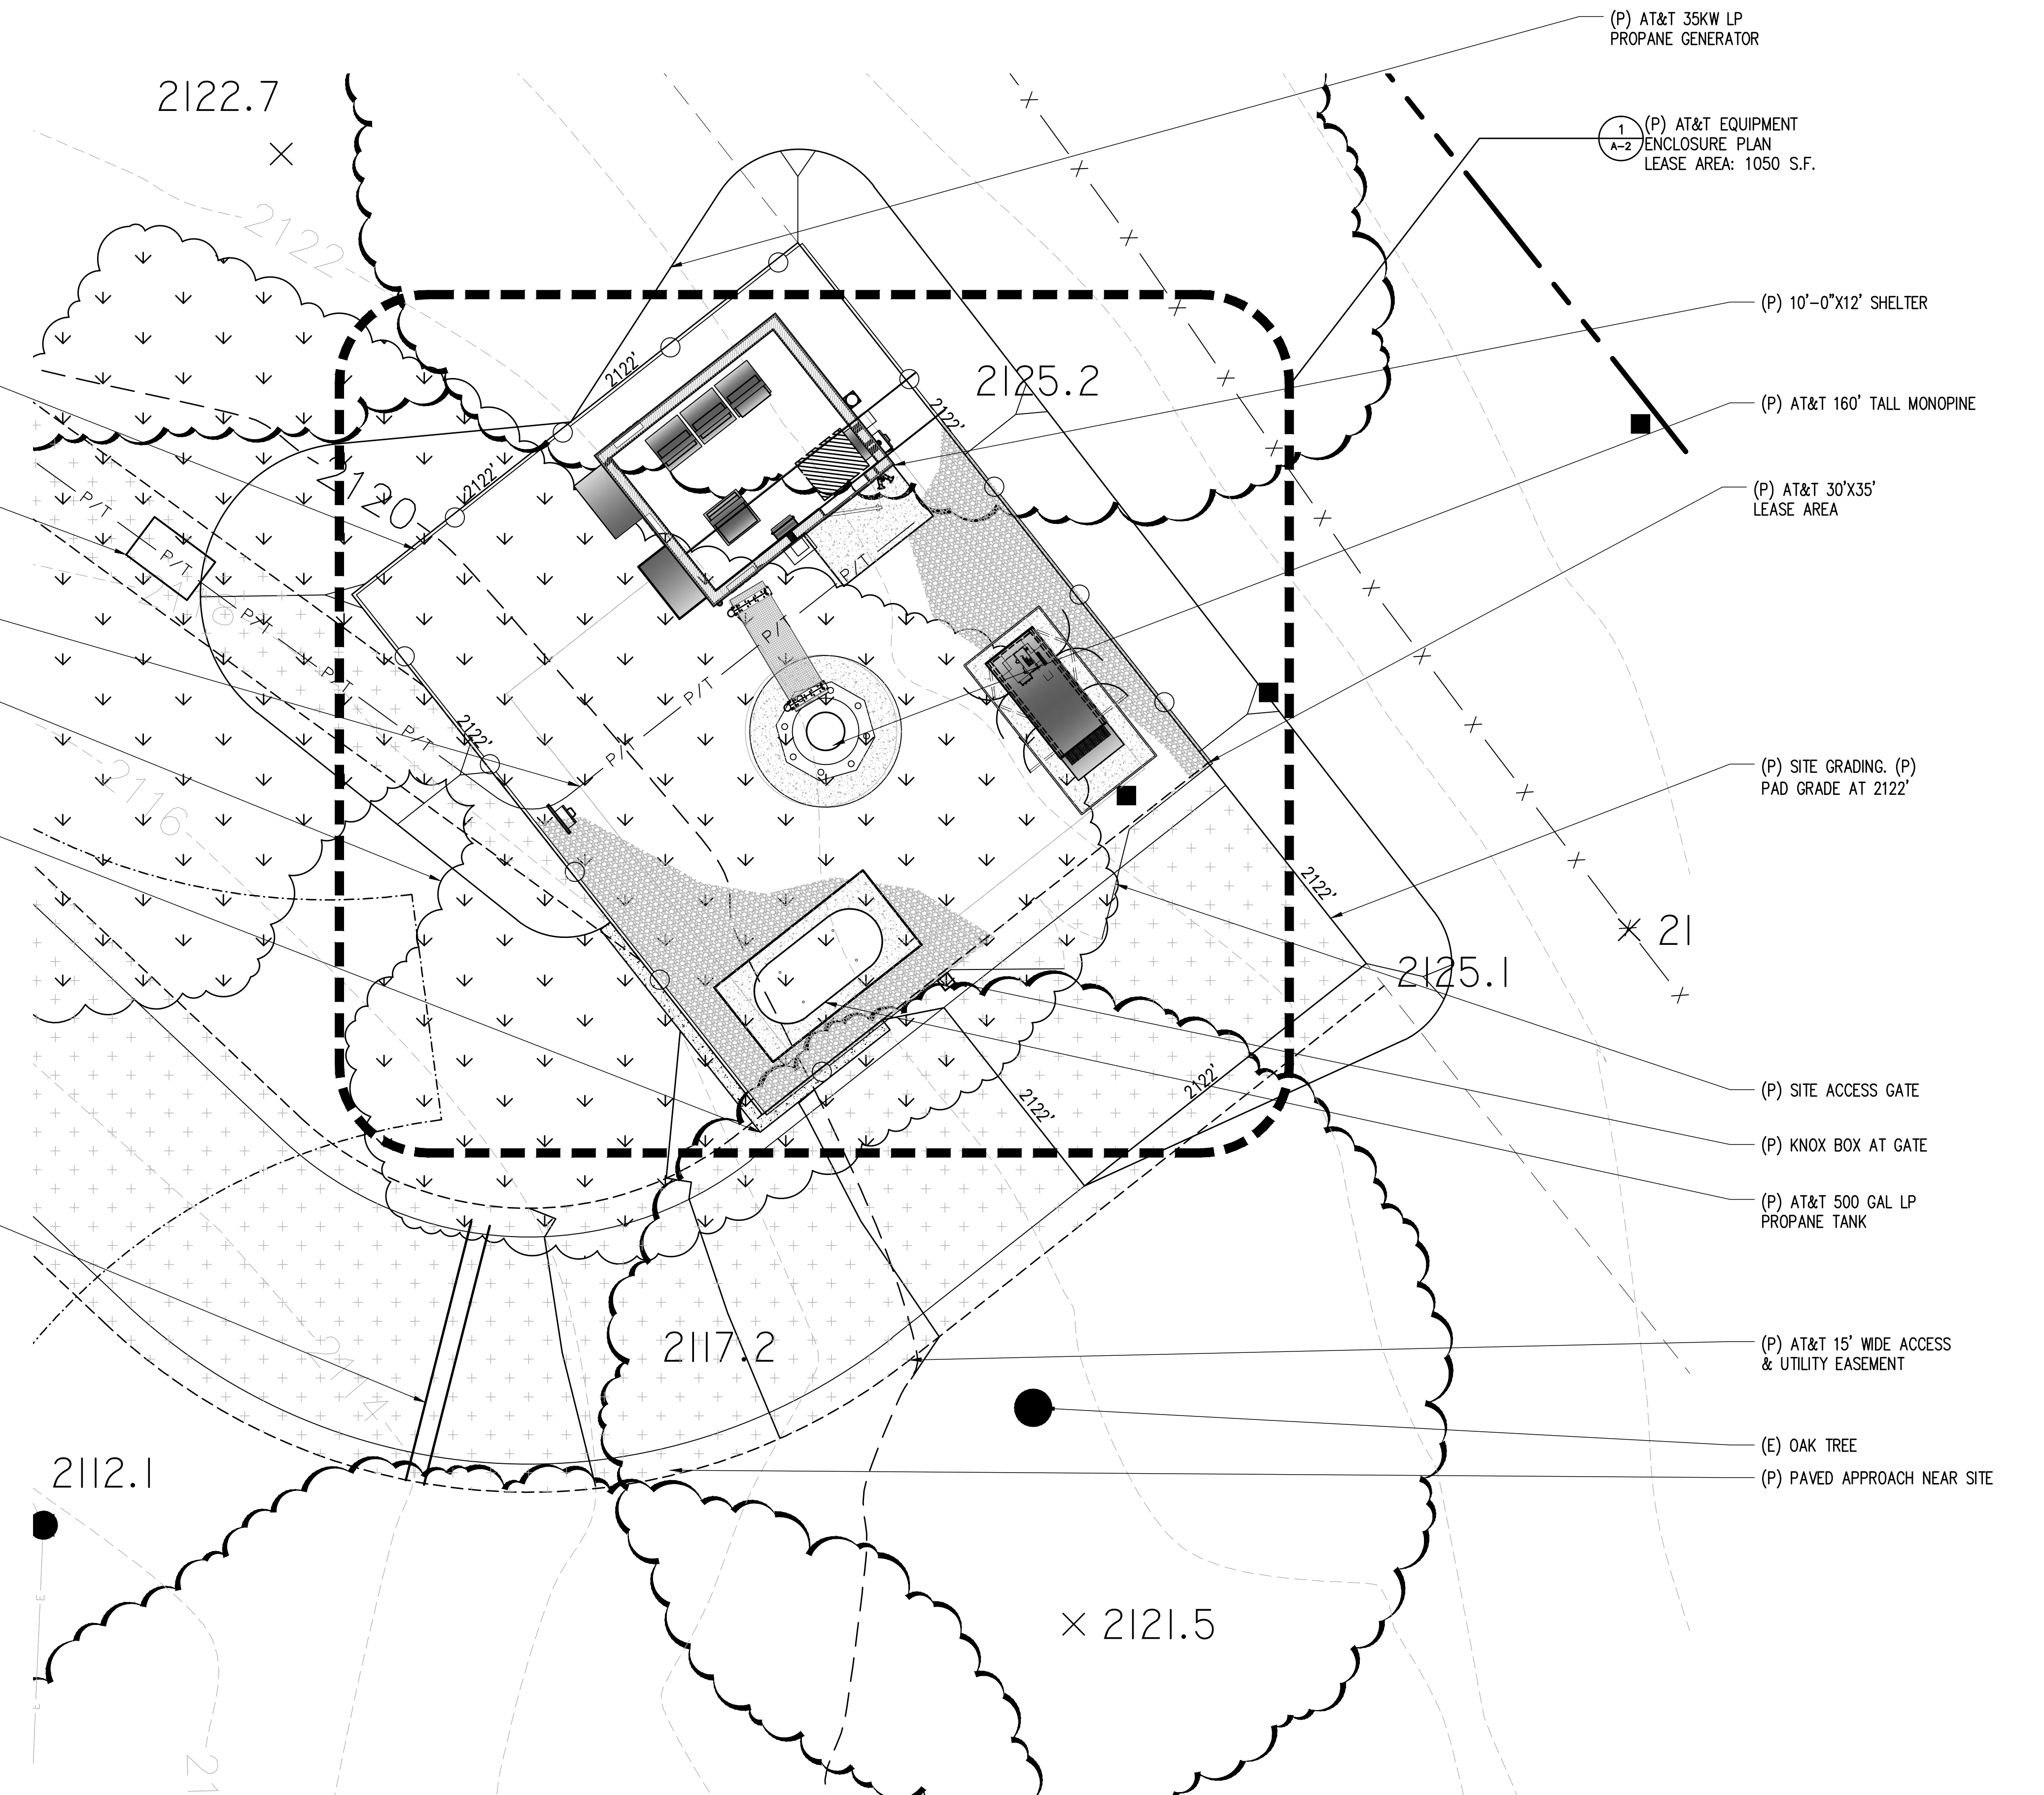 (P) AT&T 35KW LP
PROPANE GENERATOR
2122.7
1
A-2
(P) AT&T EQUIPMENT
ENCLOSURE PLAN
LEASE AREA: 1050 S.F.
2122
(P) 10'-0"X12' SHELTER
2122'
2125.2
2122'
(P) AT&T 160' TALL MONOPINE
2122'
2120
(P) AT&T 30'X35'
LEASE AREA
P/T
P/T
P/T
P/T
2118
P/T
P/T
P/T
P/T
P/T
2122'
P/T
2116
(P) SITE GRADING. (P)
PAD GRADE AT 2122'
2122'
21
2125.1
2122'
2122'
(P) SITE ACCESS GATE
(P) KNOX BOX AT GATE
(P) AT&T 500 GAL LP
PROPANE TANK
2117.2
2114
(P) AT&T 15' WIDE ACCESS
& UTILITY EASEMENT
(E) OAK TREE
2112.1
(P) PAVED APPROACH NEAR SITE
E
2121.5
21